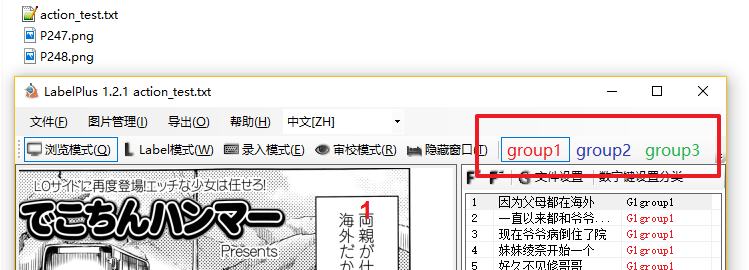 action_test.txt
P247.png
P248.png
LabelPlus 1.2.1 action_test.txt
文件(F) 图片管理(I) 导出(O) 帮助(H) 中文[ZH]
浏览模式(Q) Label模式(W) 录入模式(E) 审校模式(R) 隐藏窗口(T) group1 group2 group3
F F G 文件设置 数字键设置分类
LOサイドに再度登場!エッチな少女は任せろ!
でこちんハンマー
Presents
1
両親が仕
海外だか
1 因为父母都在海外 G1group1
2 一直以来都和爷爷... G1group1
3 现在爷爷病倒住了院 G1group1
4 妹妹绫奈开始一个 G1group1
5 好久不见修哥哥 G1group1